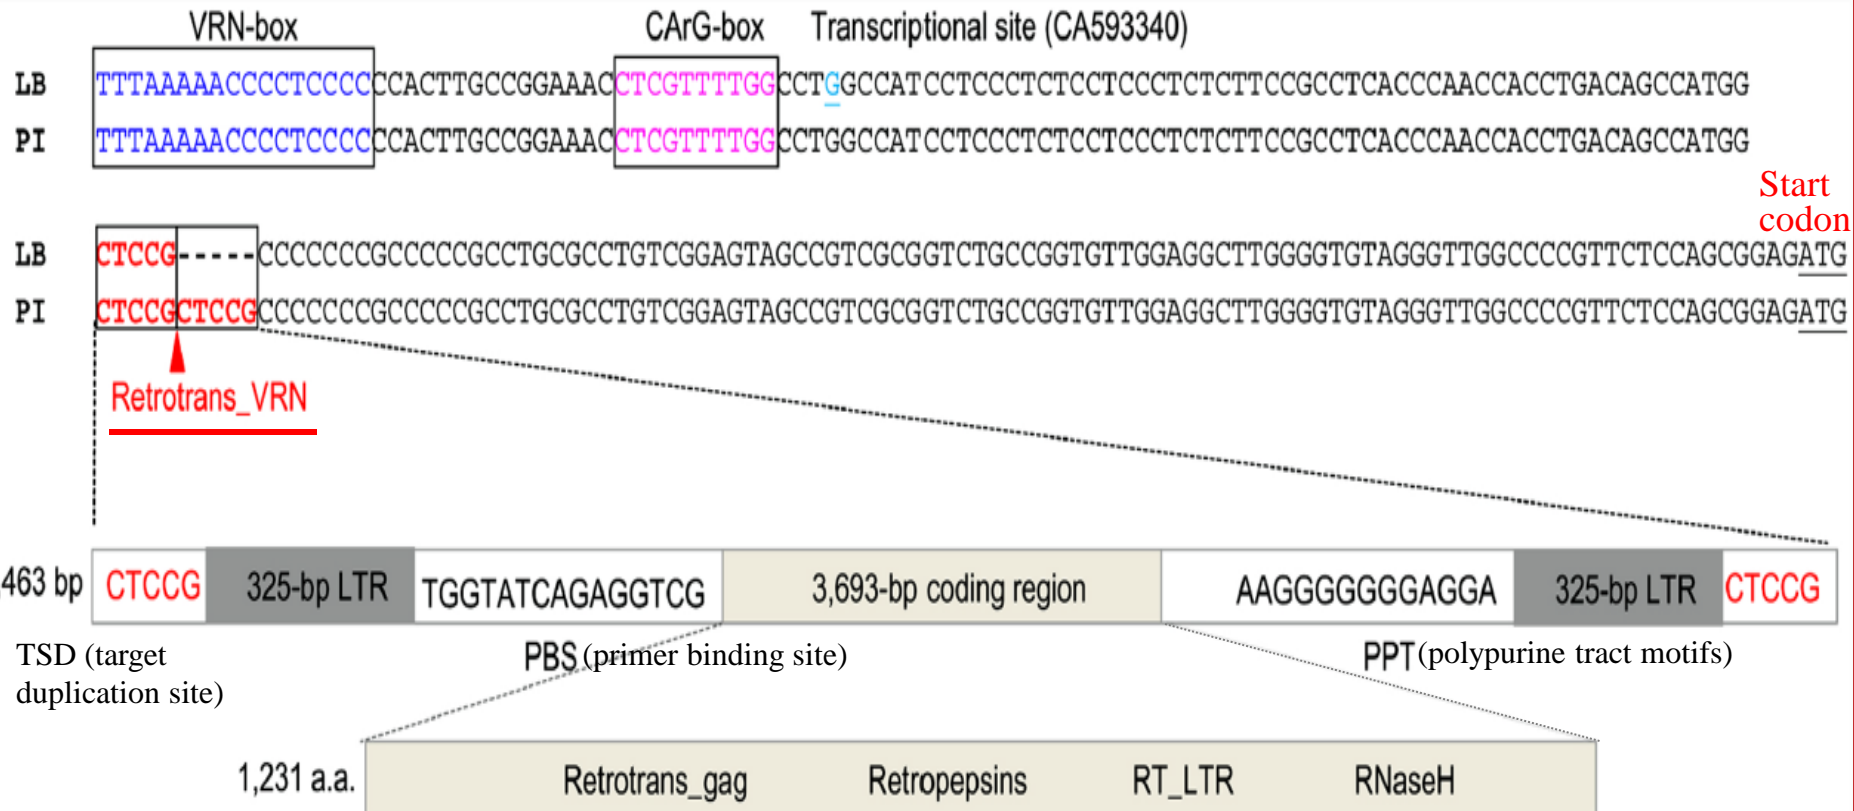 VRN-box CArG-box Transcriptional site (CA593340)
LB TTTAAAAACCCCTCCCCCCACTTGCCGGAAACCTCGTTTTGGCCTGGCCATCCTCCCTCTCCTCCCTCTCTTCCGCCTCACCCAACCACCTGACAGCCATGG
PI TTTAAAAACCCCTCCCCCCACTTGCCGGAAACCTCGTTTTGGCCTGGCCATCCTCCCTCTCCTCCCTCTCTTCCGCCTCACCCAACCACCTGACAGCCATGG
Start
codon
LB CTCCG-----CCCCCCCGCCCCCGCCTGCGCCTGTCGGAGTAGCCGTCGCGGTCTGCCGGTGTTGGAGGCTTGGGGTGTAGGGTTGGCCCCGTTCTCCAGCGGAGATG
PI CTCCGCTCCGCCCCCCCGCCCCCGCCTGCGCCTGTCGGAGTAGCCGTCGCGGTCTGCCGGTGTTGGAGGCTTGGGGTGTAGGGTTGGCCCCGTTCTCCAGCGGAGATG
Retrotrans_VRN
463 bp CTCCG 325-bp LTR TGGTATCAGAGGTCG 3,693-bp coding region AAGGGGGGGAGGA 325-bp LTR CTCCG
TSD (target
duplication site)
PBS (primer binding site)
PPT (polypurine tract motifs)
1,231 a.a. Retrotrans_gag Retropepsins RT_LTR RNaseH